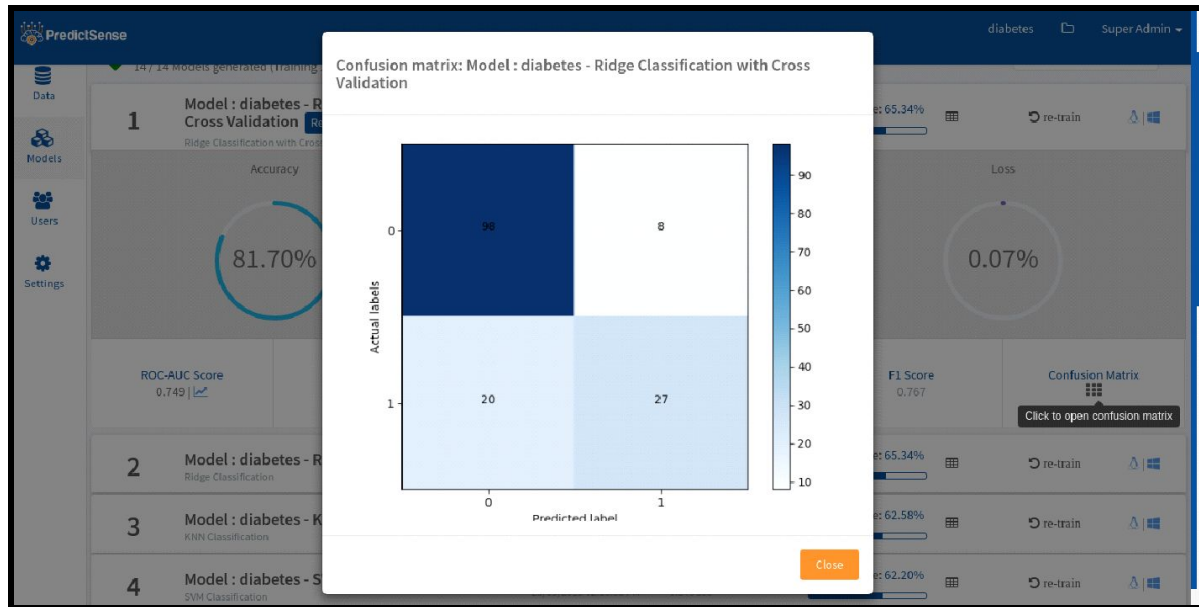 PredictSense
diabetes
Super Admin
Data
Models
Users
Settings
14 / 14 Models generated (Training
1
Model : diabetes - R
Cross Validation Re
Ridge Classification with Cros
e: 65.34%
re-train
Accuracy
81.70%
Loss
0.07%
ROC-AUC Score
0.749 |
F1 Score
0.767
Confusion Matrix
Click to open confusion matrix
2
Model : diabetes - R
Ridge Classification
e: 65.34%
re-train
3
Model : diabetes - K
KNN Classification
e: 62.58%
re-train
4
Model : diabetes - S
SVM Classification
e: 62.20%
re-train
Confusion matrix: Model : diabetes - Ridge Classification with Cross
Validation
Actual labels
0
1
98
8
20
27
0
1
Predicted label
90
80
70
60
50
40
30
20
10
Close